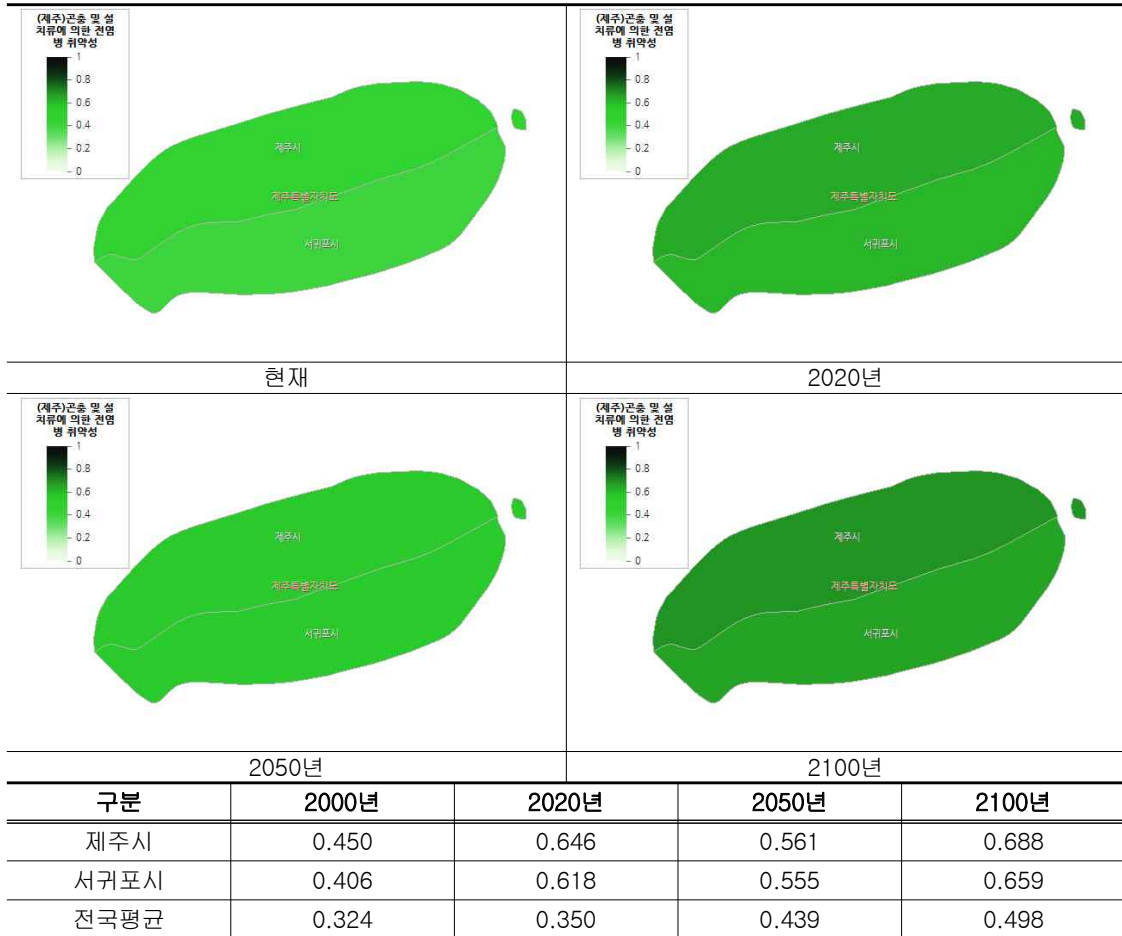 (제주)곤충 및 설
치류에 의한 전염
병 취약성
1
0.8
0.6
0.4
0.2
0
제주시
제주특별자치도
서귀포시
현재
(제주)곤충 및 설
치류에 의한 전염
병 취약성
1
0.8
0.6
0.4
0.2
0
제주시
제주특별자치도
서귀포시
2020년
(제주)곤충 및 설
치류에 의한 전염
병 취약성
1
0.8
0.6
0.4
0.2
0
제주시
제주특별자치도
서귀포시
2050년
(제주)곤충 및 설
치류에 의한 전염
병 취약성
1
0.8
0.6
0.4
0.2
0
제주시
제주특별자치도
서귀포시
2100년
구분 2000년 2020년 2050년 2100년
제주시 0.450 0.646 0.561 0.688
서귀포시 0.406 0.618 0.555 0.659
전국평균 0.324 0.350 0.439 0.498